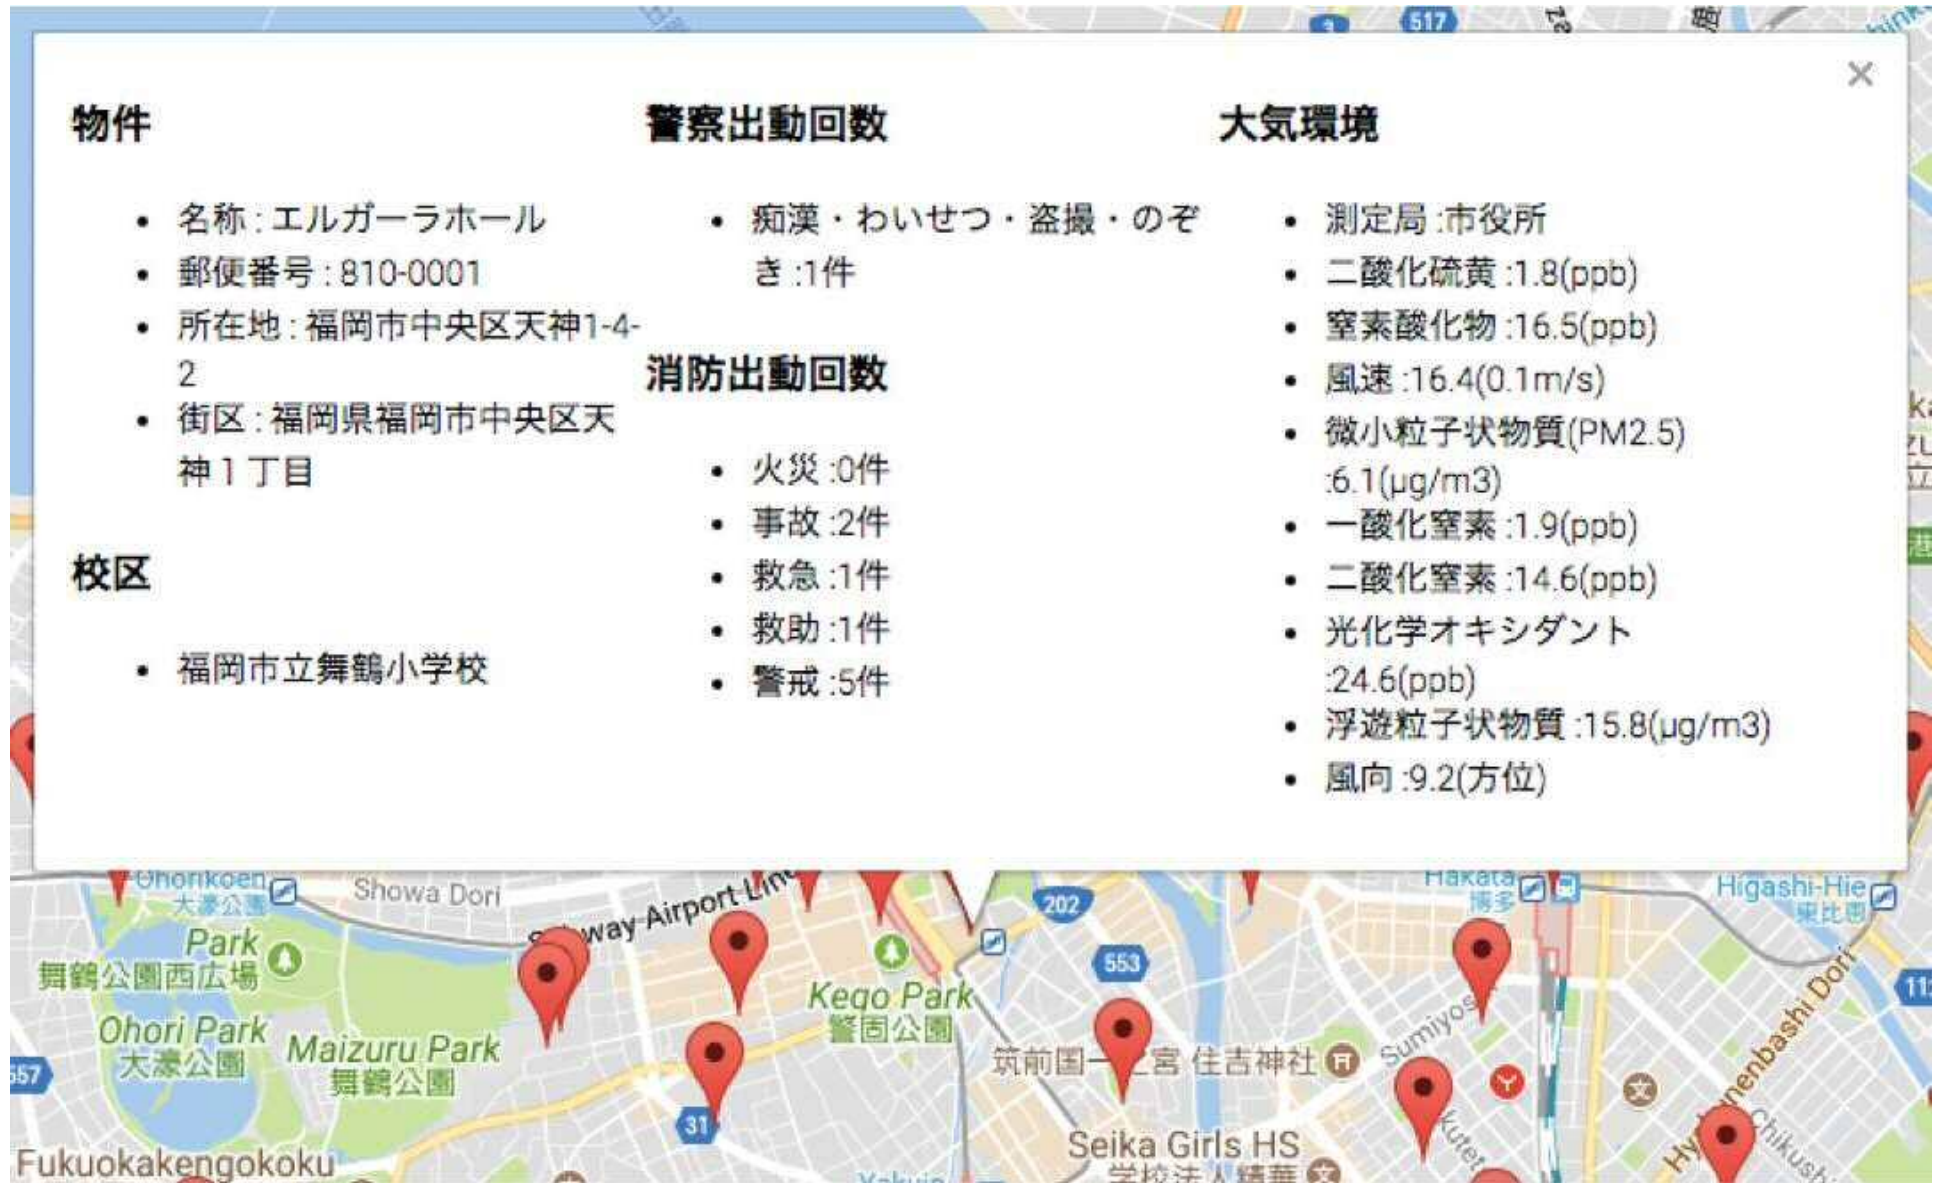 517
物件
名称 : エルガーラホール
郵便番号 : 810-0001
所在地 : 福岡市中央区天神1-4-
2
街区 : 福岡県福岡市中央区天
神１丁目
校区
福岡市立舞鶴小学校
警察出動回数
痴漢・わいせつ・盗撮・のぞ
き :1件
消防出動回数
火災 :0件
事故 :2件
救急 :1件
救助 :1件
警戒 :5件
大気環境
測定局 :市役所
二酸化硫黄 :1.8(ppb)
窒素酸化物 :16.5(ppb)
風速 :16.4(0.1m/s)
微小粒子状物質(PM2.5)
:6.1(µg/m3)
一酸化窒素 :1.9(ppb)
二酸化窒素 :14.6(ppb)
光化学オキシダント
:24.6(ppb)
浮遊粒子状物質 :15.8(µg/m3)
風向 :9.2(方位)
Ohorikoen
大濠公園
Showa Dori
Airport Line
202
Hakata
博多
Higashi-Hie
東比恵
Park
舞鶴公園西広場
553
Kego Park
警固公園
Ohori Park
大濠公園
Maizuru Park
舞鶴公園
557
筑前国一之宮 住吉神社
31
Seika Girls HS
学校法人精華
Fukuokakengokoku